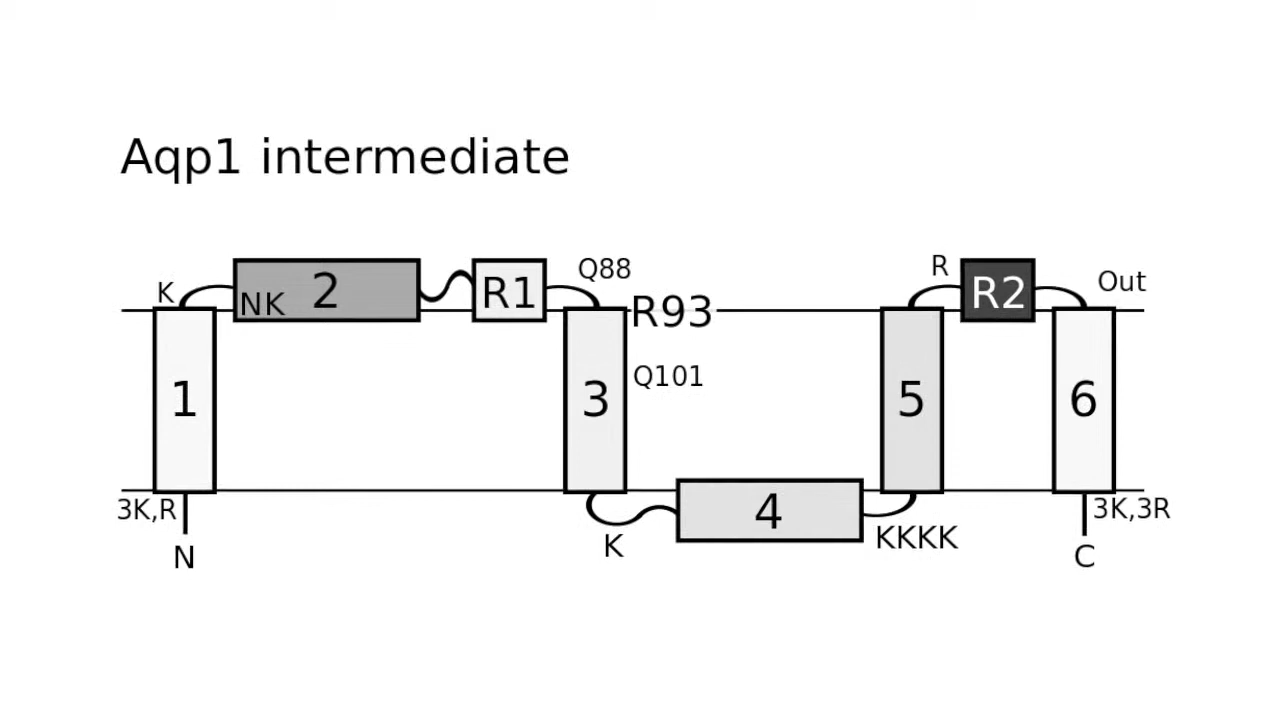 Aqp1 intermediate
K
NK
2
R1
Q88
R93
Q101
R
R2
Out
1
3
5
6
3K,R
N
K
4
KKKK
3K,3R
C